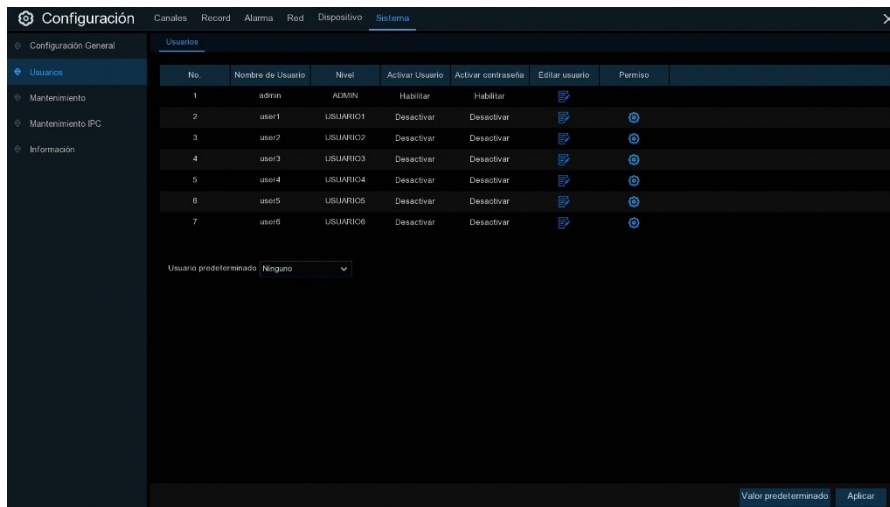 Configuración Canales Record Alarma Red Dispositivo Sistema
Configuración General
Usuarios
Mantenimiento
Mantenimiento IPC
Información
Usuarios
No. Nombre de Usuario Nivel Activar Usuario Activar contraseña Editar usuario Permiso
1 admin ADMIN Habilitar Habilitar
2 user1 USUARIO1 Desactivar Desactivar
3 user2 USUARIO2 Desactivar Desactivar
4 user3 USUARIO3 Desactivar Desactivar
5 user4 USUARIO4 Desactivar Desactivar
6 user5 USUARIO5 Desactivar Desactivar
7 user6 USUARIO6 Desactivar Desactivar
Usuario predeterminado Ninguno
Valor predeterminado Aplicar